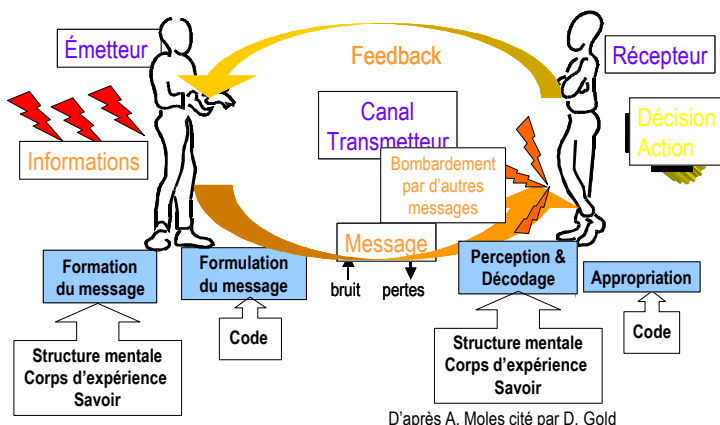 Émetteur
Feedback
Récepteur
Informations
Canal
Transmetteur
Bombardement
par d'autres
messages
Décision
Action
Message
bruit
pertes
Formation
du message
Formulation
du message
Perception &
Décodage
Appropriation
Structure mentale
Corps d'expérience
Savoir
Code
Structure mentale
Corps d'expérience
Savoir
Code
D'après A. Moles cité par D. Gold